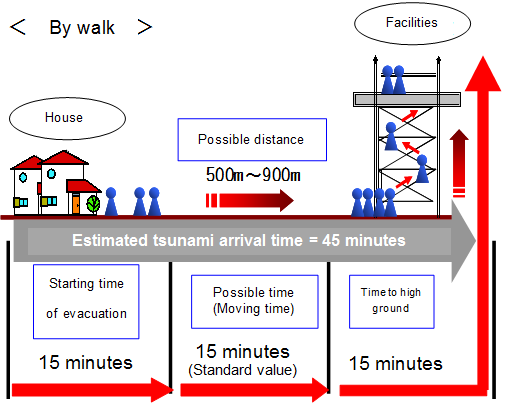 ＜ By walk ＞
Facilities
House
Possible distance
500m～900m
Estimated tsunami arrival time = 45 minutes
Starting time
of evacuation
Possible time
(Moving time)
Time to high
ground
15 minutes
15 minutes
(Standard value)
15 minutes